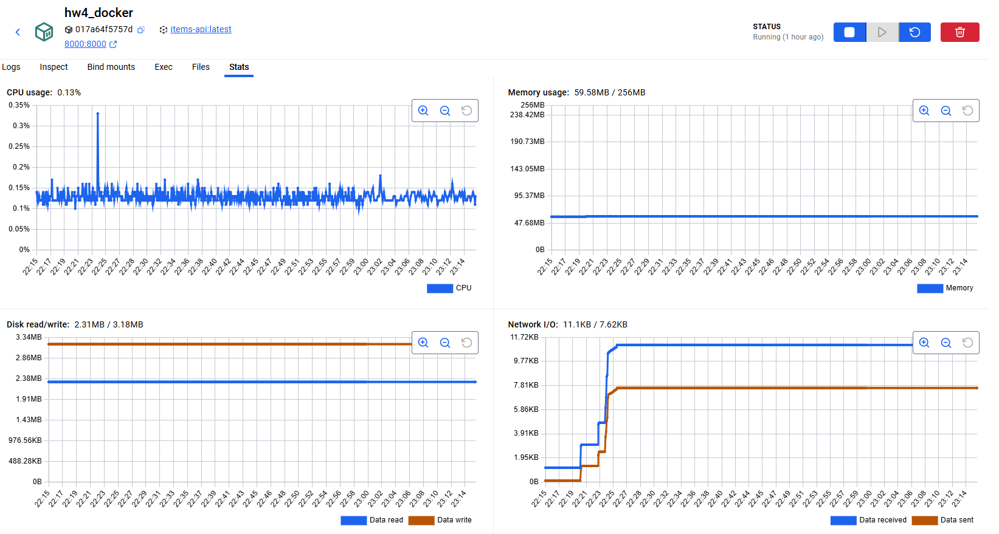 hw4_docker
017a64f5757d items-api:latest
8000:8000
STATUS
Running (1 hour ago)
Logs Inspect Bind mounts Exec Files Stats
CPU usage: 0.13%
0.35%
0.3%
0.25%
0.2%
0.15%
0.1%
0.05%
0%
22:15 22:17 22:19 22:21 22:23 22:25 22:27 22:28 22:30 22:32 22:34 22:36 22:38 22:40 22:42 22:44 22:45 22:47 22:49 22:51 22:53 22:55 22:57 22:59 23:00 23:02 23:04 23:06 23:08 23:10 23:12 23:14
CPU
Memory usage: 59.58MB / 256MB
256MB
238.42MB
190.73MB
143.05MB
95.37MB
47.68MB
0B
22:15 22:17 22:19 22:21 22:23 22:25 22:27 22:29 22:31 22:33 22:35 22:37 22:39 22:41 22:43 22:45 22:46 22:48 22:50 22:52 22:54 22:56 22:58 23:00 23:02 23:04 23:06 23:08 23:10 23:12 23:14
Memory
Disk read/write: 2.31MB / 3.18MB
3.34MB
2.86MB
2.38MB
1.91MB
1.43MB
976.56KB
488.28KB
0B
22:15 22:17 22:19 22:21 22:23 22:25 22:27 22:29 22:31 22:33 22:35 22:37 22:39 22:41 22:43 22:45 22:46 22:48 22:50 22:52 22:54 22:56 22:58 23:00 23:02 23:04 23:06 23:08 23:10 23:12 23:14
Data read Data write
Network I/O: 11.1KB / 7.62KB
11.72KB
9.77KB
7.81KB
5.86KB
3.91KB
1.95KB
0B
22:15 22:17 22:19 22:21 22:23 22:25 22:27 22:28 22:30 22:32 22:34 22:36 22:38 22:40 22:42 22:44 22:46 22:47 22:49 22:51 22:53 22:55 22:57 22:59 23:00 23:02 23:04 23:06 23:08 23:10 23:12 23:14
Data received Data sent